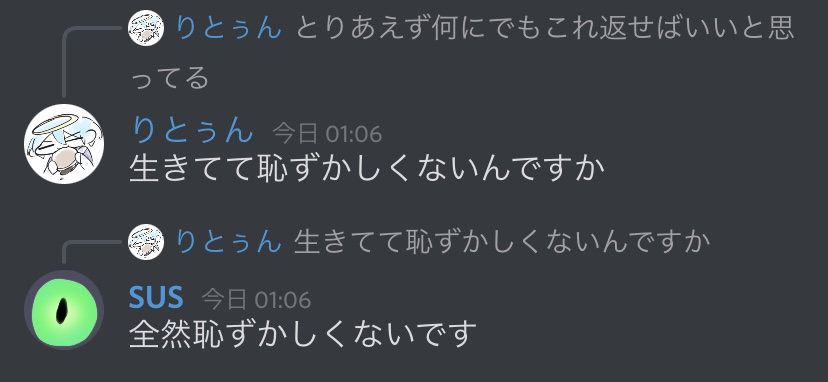 りとぅん とりあえず何にでもこれ返せばいいと思
ってる
りとぅん 今日 01:06
生きてて恥ずかしくないんですか
りとぅん 生きてて恥ずかしくないんですか
SUS 今日 01:06
全然恥ずかしくないです